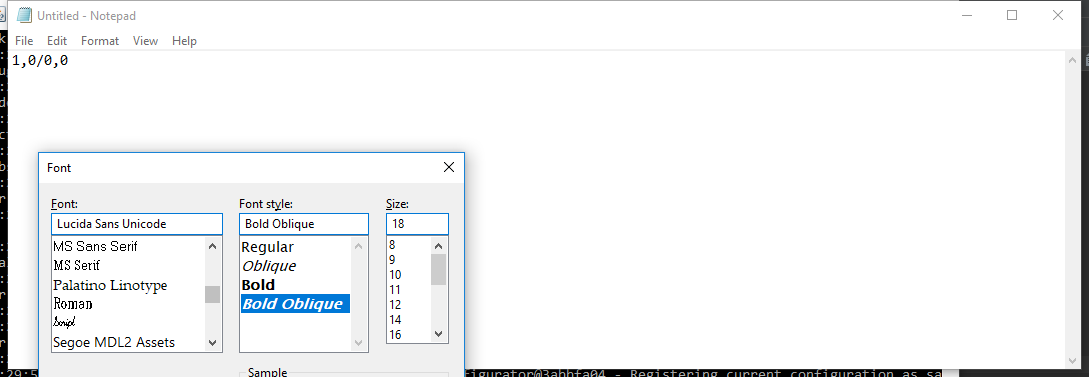 Untitled - Notepad
File Edit Format View Help
1,0/0,0
Font
Font: Font style: Size:
Lucida Sans Unicode Bold Oblique 18
MS Sans Serif Regular 8
MS Serif Oblique 9
Palatino Linotype Bold 10
Roman Bold Oblique 11
Script 12
Segoe MDL2 Assets 14
16
Sample
:29:5 figurator@3abbfa04 - Registering current configuration as sa